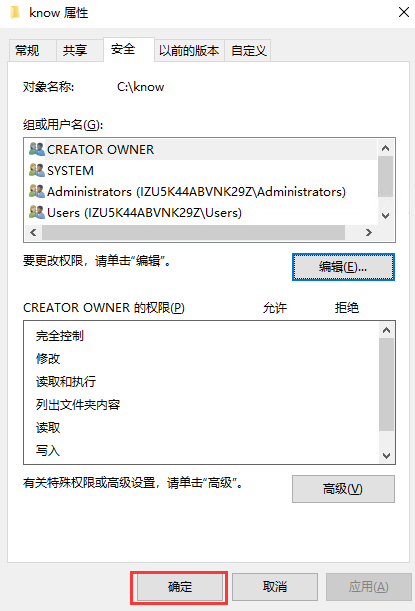 know 属性
常规 共享 安全 以前的版本 自定义
对象名称: C:\know
组或用户名(G):
CREATOR OWNER
SYSTEM
Administrators (IZU5K44ABVNK29Z\Administrators)
Users (IZU5K44ABVNK29Z\Users)
要更改权限，请单击“编辑”。
编辑(E)...
CREATOR OWNER 的权限(P) 允许 拒绝
完全控制
修改
读取和执行
列出文件夹内容
读取
写入
有关特殊权限或高级设置，请单击“高级”。
高级(V)
确定 取消 应用(A)